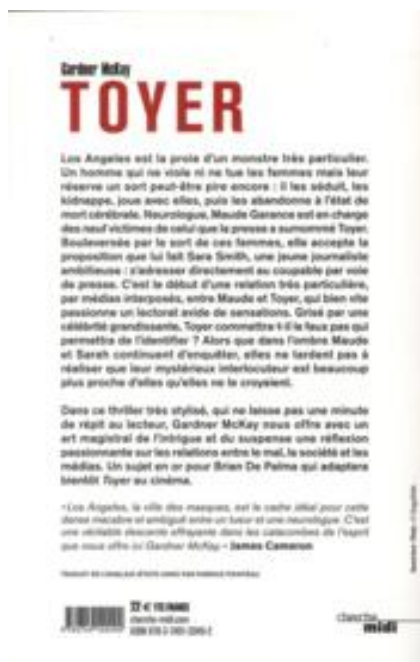 Gardner McKay
TOYER
Los Angeles est la proie d'un monstre très particulier.
Un homme qui ne viole ni ne tue les femmes mais leur
réserve un sort peut-être pire encore : il les séduit, les
kidnappe, joue avec elles, puis les abandonne à l'état de
mort cérébrale. Neurologue, Maude Garance est en charge
des neuf victimes de celui que la presse a surnommé Toyer.
Bouleversée par le sort de ces femmes, elle accepte la
proposition que lui fait Sara Smith, une jeune journaliste
ambitieuse : s'adresser directement au coupable par voie
de presse. C'est le début d'une relation très particulière,
par médias interposés, entre Maude et Toyer, qui bien vite
passionne un lectorat avide de sensations. Grisé par une
célébrité grandissante, Toyer commettra-t-il le faux pas qui
permettra de l'identifier ? Alors que dans l'ombre Maude
et Sarah continuent d'enquêter, elles ne tardent pas à
réaliser que leur mystérieux interlocuteur est beaucoup
plus proche d'elles qu'elles ne le croyaient.
Dans ce thriller très stylisé, qui ne laisse pas une minute
de répit au lecteur, Gardner McKay nous offre avec un
art magistral de l'intrigue et du suspense une réflexion
passionnante sur les relations entre le mal, la société et les
médias. Un sujet en or pour Brian De Palma qui adaptera
bientôt Toyer au cinéma.
« Los Angeles, la ville des masques, est le cadre idéal pour cette
danse macabre et ambiguë entre un tueur et une neurologue. C'est
une véritable descente effrayante dans les catacombes de l'esprit
que nous offre ici Gardner McKay. » James Cameron
cherche
midi